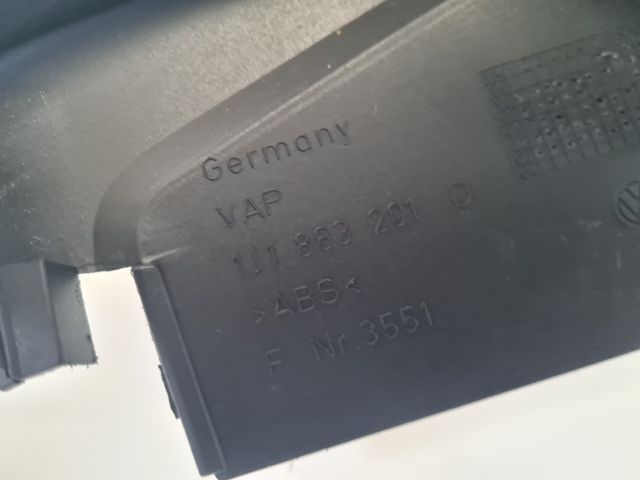 Germany
VAP
1J1 863 201 D
>ABS<
F Nr.3551